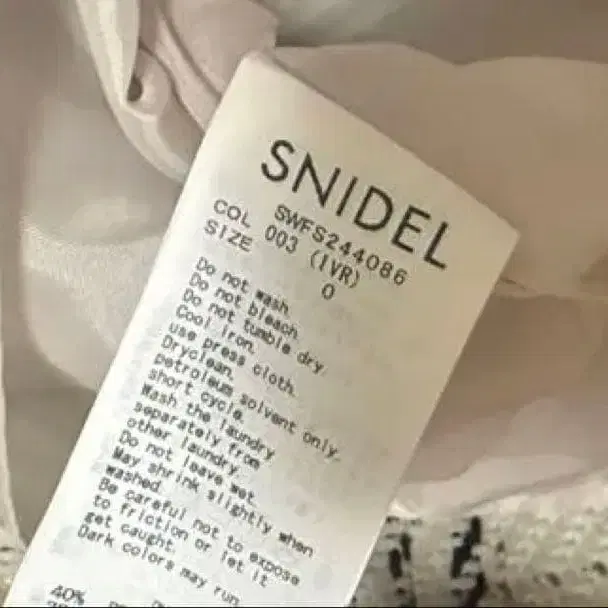 SNIDEL
SWFS244086
COL 003 (IVR)
SIZE 0
Do not wash.
Do not bleach.
Do not tumble dry.
Cool iron.
use press cloth.
Dryclean.
petroleum solvent only.
short cycle.
Wash the laundry
separately from
other laundry.
Do not leave wet.
May shrink slightly when
washed.
Be careful not to expose
to friction or let it
get caught.
Dark colors may run.
40%